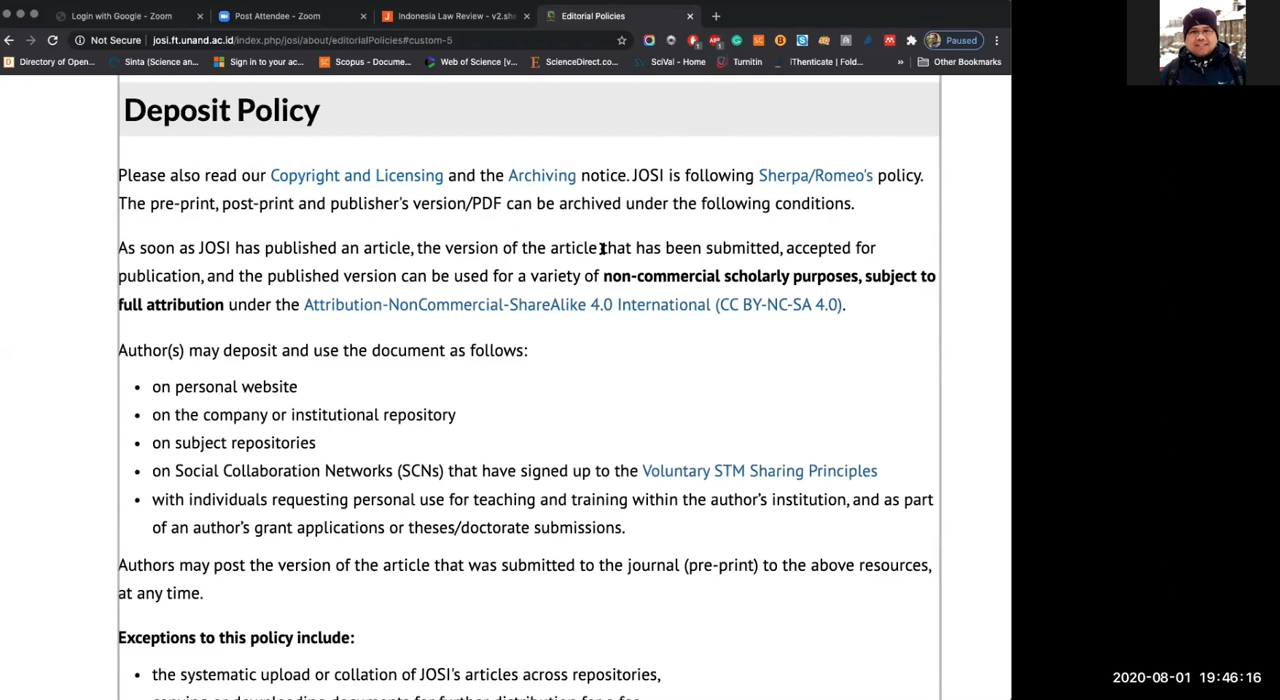 Login with Google - Zoom
Post Attendee - Zoom
Indonesia Law Review - v2.she
Editorial Policies
Not Secure | josi.ft.unand.ac.id/index.php/josi/about/editorialPolicies#custom-5
Paused
Directory of Open...
Sinta (Science an...
Sign in to your ac...
Scopus - Docume...
Web of Science [v...
ScienceDirect.co...
SciVal - Home
Turnitin
iThenticate | Fold...
Other Bookmarks
Deposit Policy
Please also read our Copyright and Licensing and the Archiving notice. JOSI is following Sherpa/Romeo's policy.
The pre-print, post-print and publisher's version/PDF can be archived under the following conditions.
As soon as JOSI has published an article, the version of the article that has been submitted, accepted for
publication, and the published version can be used for a variety of non-commercial scholarly purposes, subject to
full attribution under the Attribution-NonCommercial-ShareAlike 4.0 International (CC BY-NC-SA 4.0).
Author(s) may deposit and use the document as follows:
• on personal website
• on the company or institutional repository
• on subject repositories
• on Social Collaboration Networks (SCNs) that have signed up to the Voluntary STM Sharing Principles
• with individuals requesting personal use for teaching and training within the author's institution, and as part
of an author's grant applications or theses/doctorate submissions.
Authors may post the version of the article that was submitted to the journal (pre-print) to the above resources,
at any time.
Exceptions to this policy include:
• the systematic upload or collation of JOSI's articles across repositories,
copying or downloading documents for further distribution for a fee
2020-08-01 19:46:16